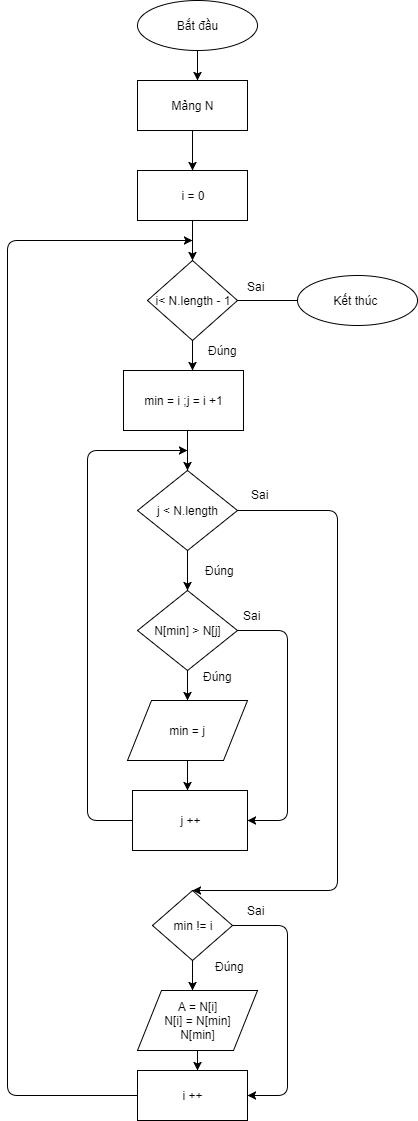 Bắt đầu
Mảng N
i = 0
i< N.length - 1
Sai
Kết thúc
Đúng
min = i ;j = i +1
j < N.length
Sai
Đúng
N[min] > N[j]
Sai
Đúng
min = j
j ++
min != i
Sai
Đúng
A = N[i]
N[i] = N[min]
N[min]
i ++